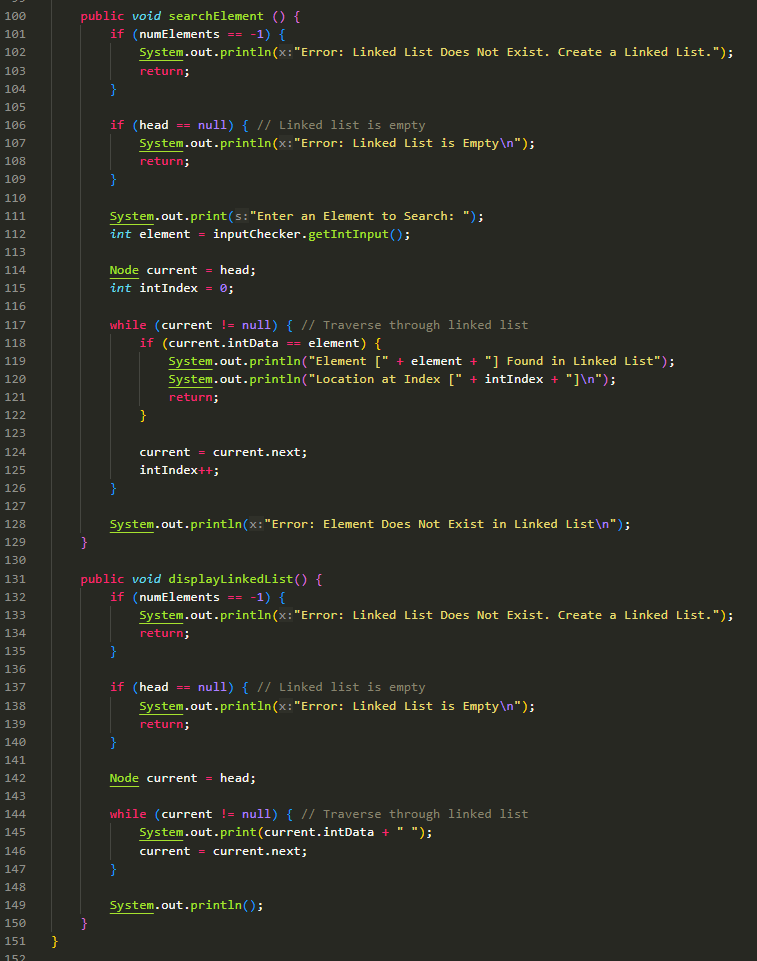 100 public void searchElement () {
101 if (numElements == -1) {
102 System.out.println(x:"Error: Linked List Does Not Exist. Create a Linked List.");
103 return;
104 }
105
106 if (head == null) { // Linked list is empty
107 System.out.println(x:"Error: Linked List is Empty\n");
108 return;
109 }
110
111 System.out.print(s:"Enter an Element to Search: ");
112 int element = inputChecker.getIntInput();
113
114 Node current = head;
115 int intIndex = 0;
116
117 while (current != null) { // Traverse through linked list
118 if (current.intData == element) {
119 System.out.println("Element [" + element + "] Found in Linked List");
120 System.out.println("Location at Index [" + intIndex + "]\n");
121 return;
122 }
123
124 current = current.next;
125 intIndex++;
126 }
127
128 System.out.println(x:"Error: Element Does Not Exist in Linked List\n");
129 }
130
131 public void displayLinkedList() {
132 if (numElements == -1) {
133 System.out.println(x:"Error: Linked List Does Not Exist. Create a Linked List.");
134 return;
135 }
136
137 if (head == null) { // Linked list is empty
138 System.out.println(x:"Error: Linked List is Empty\n");
139 return;
140 }
141
142 Node current = head;
143
144 while (current != null) { // Traverse through linked list
145 System.out.print(current.intData + " ");
146 current = current.next;
147 }
148
149 System.out.println();
150 }
151 }
152